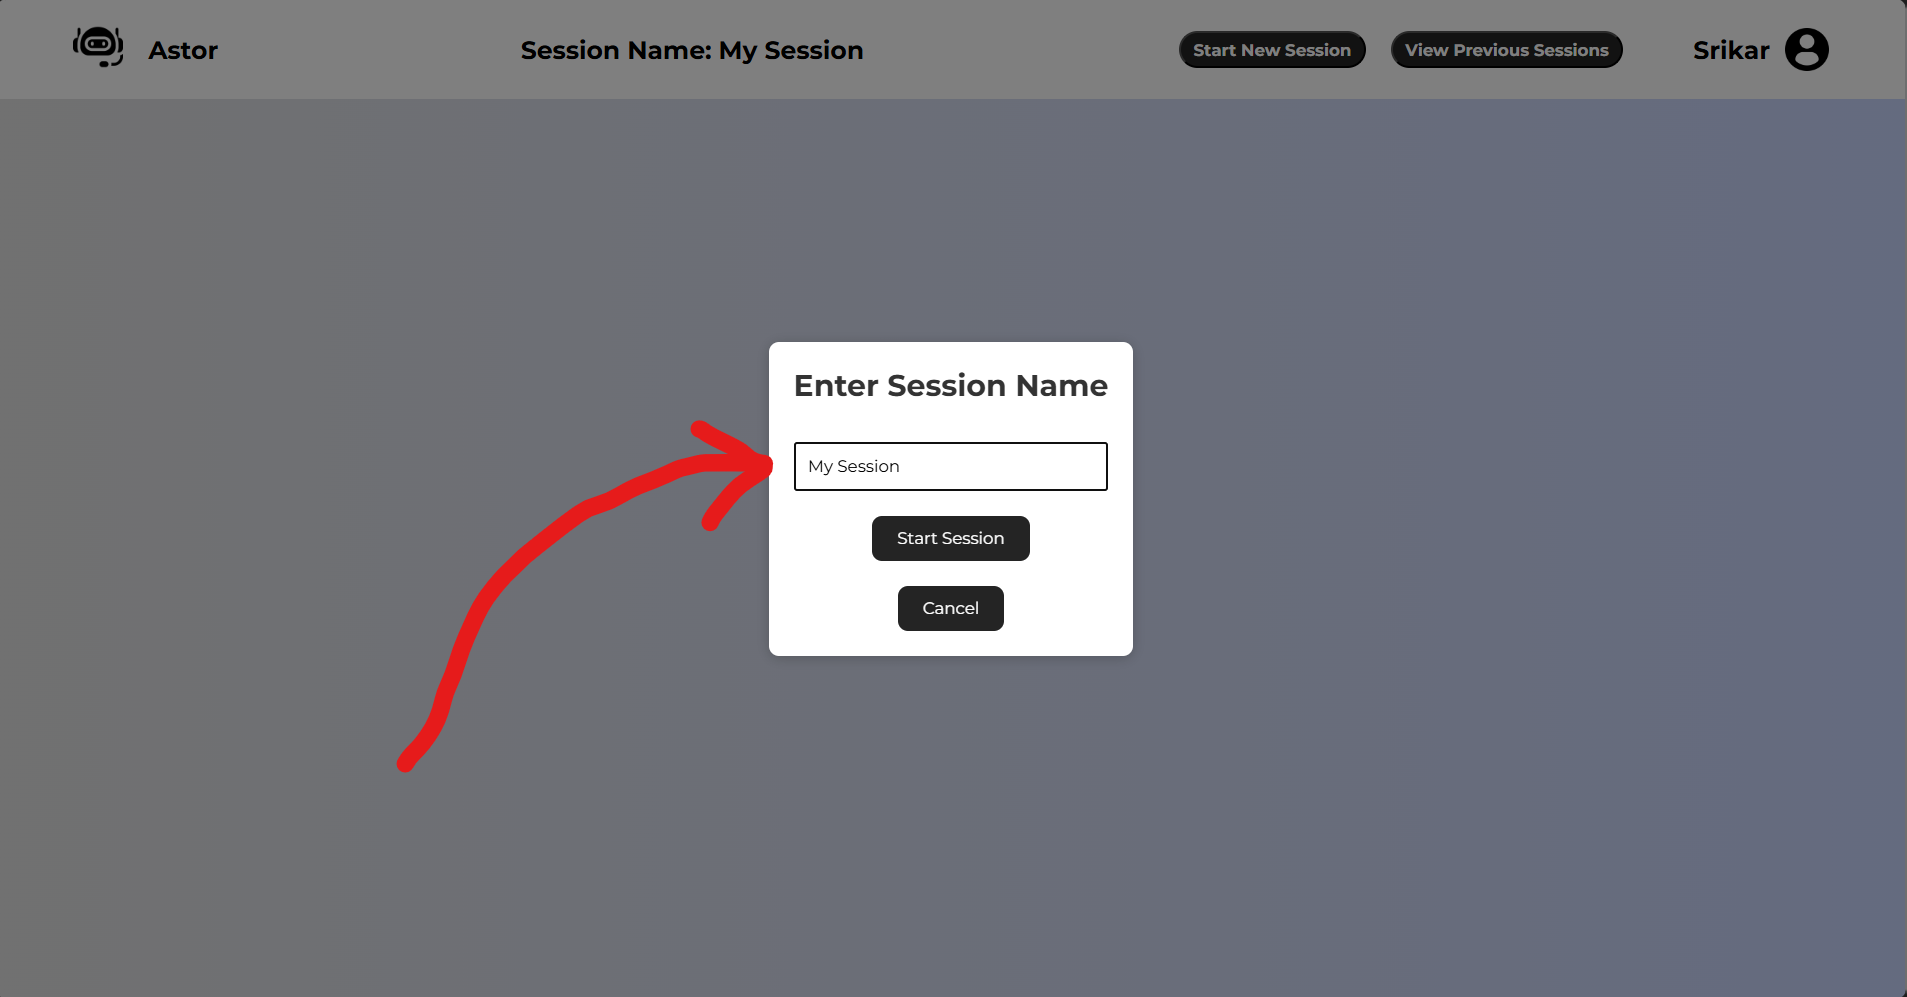 Astor
Session Name: My Session
Start New Session
View Previous Sessions
Srikar
Enter Session Name
My Session
Start Session
Cancel